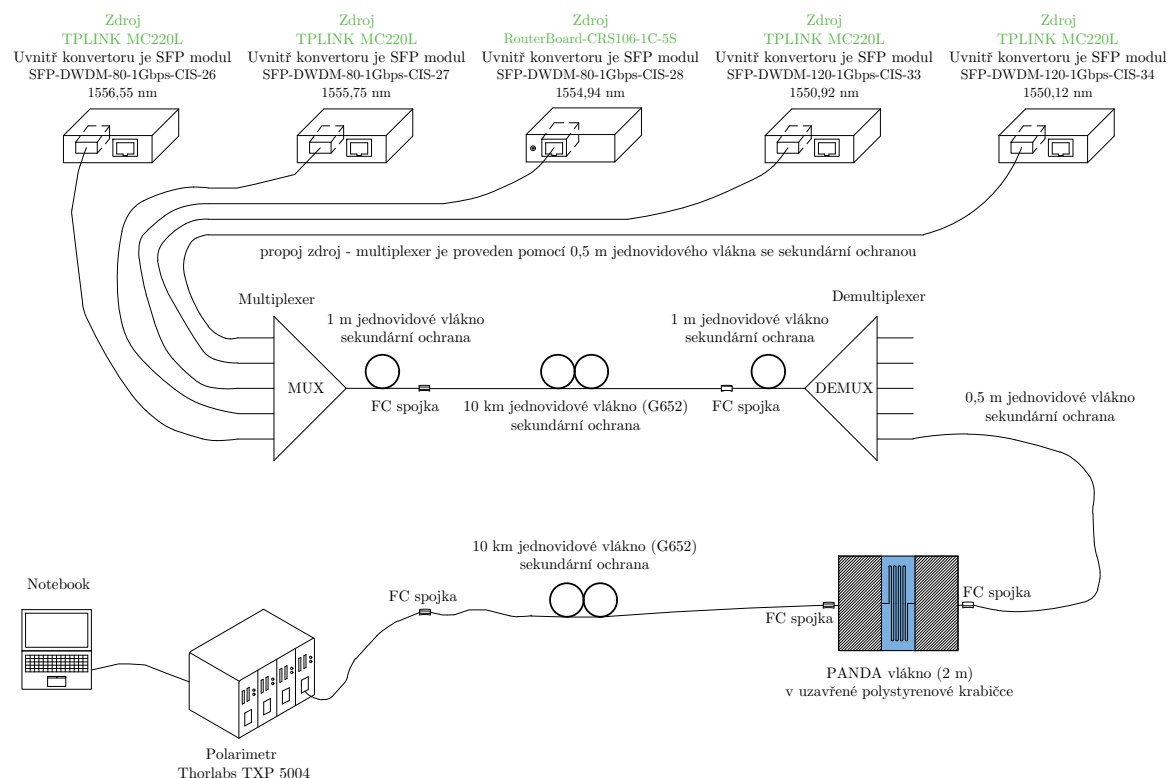 Zdroj
TPLINK MC220L
Uvnitř konvertoru je SFP modul
SFP-DWDM-80-1Gbps-CIS-26
1556,55 nm
Zdroj
TPLINK MC220L
Uvnitř konvertoru je SFP modul
SFP-DWDM-80-1Gbps-CIS-27
1555,75 nm
Zdroj
RouterBoard-CRS106-1C-5S
Uvnitř konvertoru je SFP modul
SFP-DWDM-80-1Gbps-CIS-28
1554,94 nm
Zdroj
TPLINK MC220L
Uvnitř konvertoru je SFP modul
SFP-DWDM-120-1Gbps-CIS-33
1550,92 nm
Zdroj
TPLINK MC220L
Uvnitř konvertoru je SFP modul
SFP-DWDM-120-1Gbps-CIS-34
1550,12 nm
propoj zdroj - multiplexer je proveden pomocí 0,5 m jednovidového vlákna se sekundární ochranou
Multiplexer
Demultiplexer
1 m jednovidové vlákno
sekundární ochrana
1 m jednovidové vlákno
sekundární ochrana
MUX
DEMUX
FC spojka
10 km jednovidové vlákno (G652)
sekundární ochrana
FC spojka
0,5 m jednovidové vlákno
sekundární ochrana
10 km jednovidové vlákno (G652)
sekundární ochrana
Notebook
FC spojka
FC spojka
FC spojka
PANDA vlákno (2 m)
v uzavřené polystyrenové krabičce
Polarimetr
Thorlabs TXP 5004